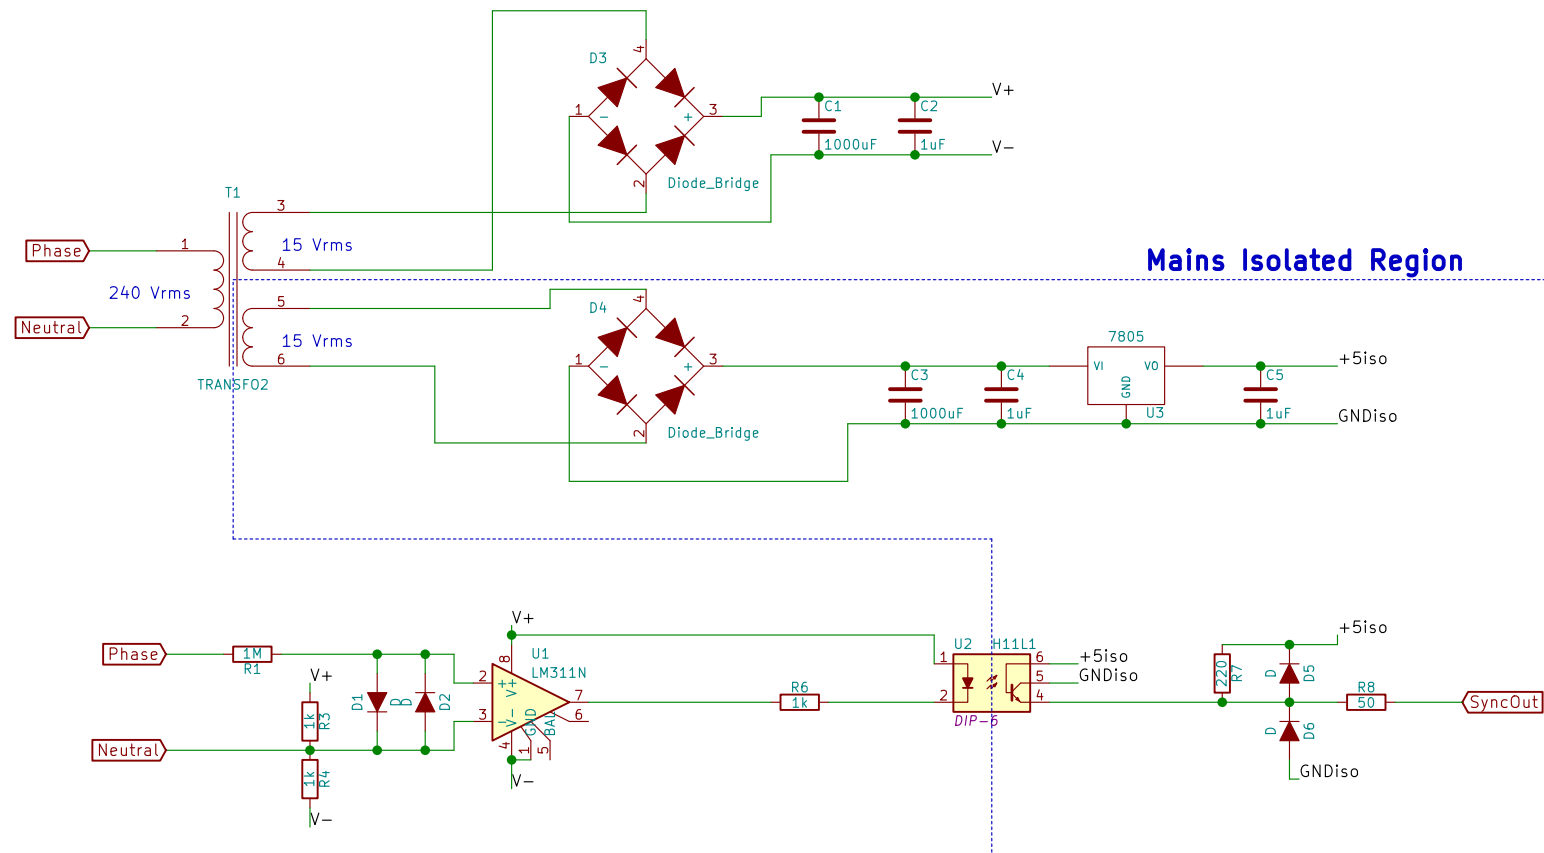 4
D3
1
−
+
3
2
Diode_Bridge
V+
C1
C2
1000uF
1uF
V−
T1
3
15 Vrms
4
Phase
1
240 Vrms
Neutral
2
5
15 Vrms
6
TRANSFO2
Mains Isolated Region
4
D4
1
−
+
3
2
Diode_Bridge
C3
C4
1000uF
1uF
7805
VI
VO
GND
U3
+5iso
C5
1uF
GNDiso
Phase
1M
R1
V+
1k
R3
Neutral
1k
R4
V−
D1
D
D
D2
V+
8
U1
LM311N
2
+
V+
7
3
−
V−
6
GND
BAL
4
1
5
V−
R6
1k
U2
H11L1
1
6
+5iso
5
GNDiso
2
4
DIP-6
+5iso
220
R7
D
D5
R8
50
SyncOut
D
D6
GNDiso